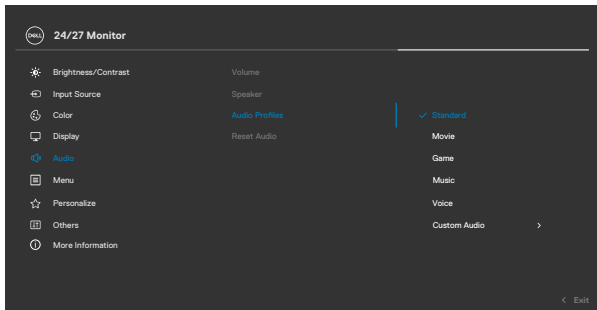 DELL 24/27 Monitor
Brightness/Contrast Volume
Input Source Speaker
Color Audio Profiles Standard
Display Reset Audio Movie
Audio Game
Menu Music
Personalize Voice
Others Custom Audio >
More Information
< Exit